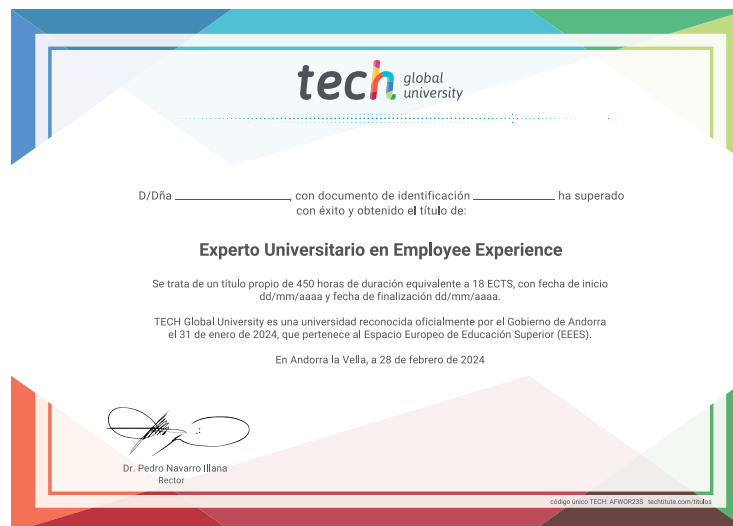 tech global university
D/Dña ____________________, con documento de identificación ______________ ha superado
con éxito y obtenido el título de:
Experto Universitario en Employee Experience
Se trata de un título propio de 450 horas de duración equivalente a 18 ECTS, con fecha de inicio
dd/mm/aaaa y fecha de finalización dd/mm/aaaa.
TECH Global University es una universidad reconocida oficialmente por el Gobierno de Andorra
el 31 de enero de 2024, que pertenece al Espacio Europeo de Educación Superior (EEES).
En Andorra la Vella, a 28 de febrero de 2024
Dr. Pedro Navarro Illana
Rector
código único TECH: AFWOR23S techtitute.com/titulos